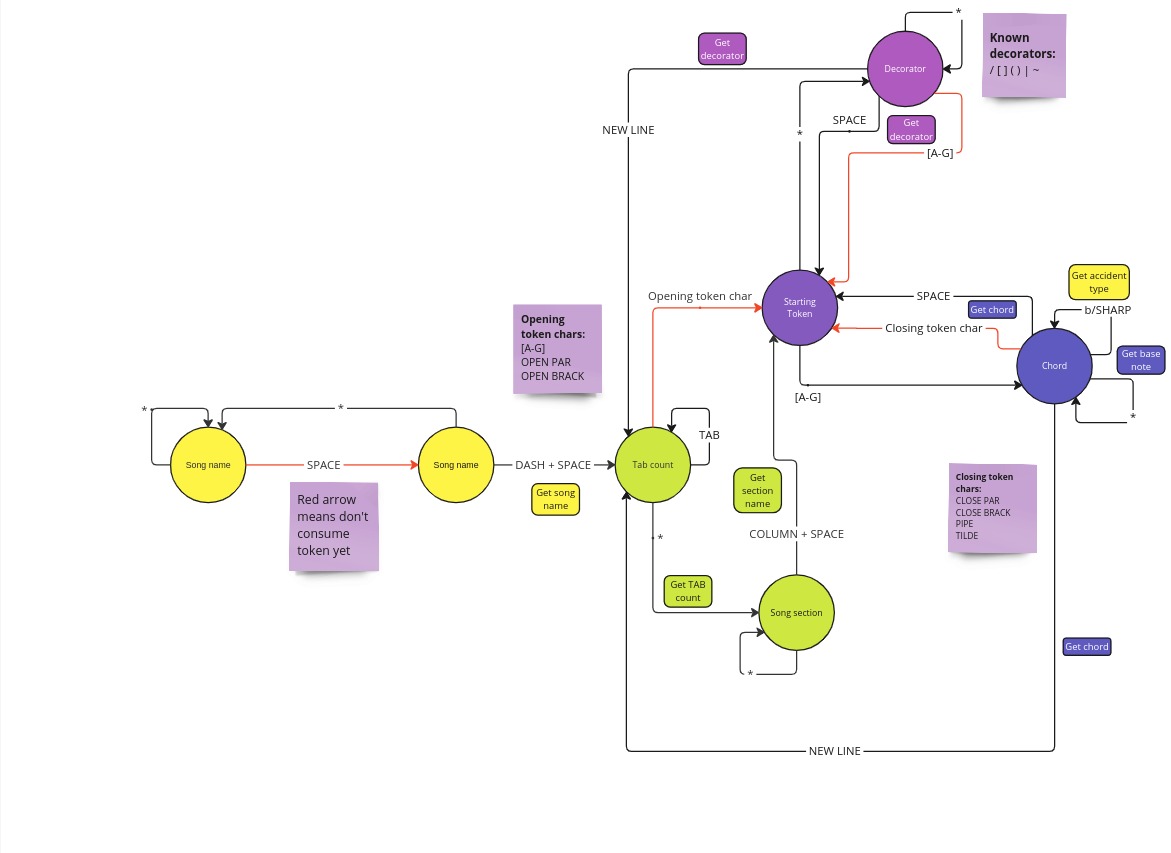 *
Get
decorator
Decorator
Known
decorators:
/ [ ] ( ) | ~
NEW LINE
*
SPACE
Get
decorator
[A-G]
Opening token char
Starting
Token
SPACE
Get chord
Closing token char
Get accident
type
b/SHARP
Get base
note
Chord
*
[A-G]
Opening
token chars:
[A-G]
OPEN PAR
OPEN BRACK
*
*
Song name
SPACE
Song name
DASH + SPACE
Get song
name
Tab count
TAB
Red arrow
means don't
consume
token yet
Get
section
name
Closing token
chars:
CLOSE PAR
CLOSE BRACK
PIPE
TILDE
*
COLUMN + SPACE
Get TAB
count
Song section
*
Get chord
NEW LINE